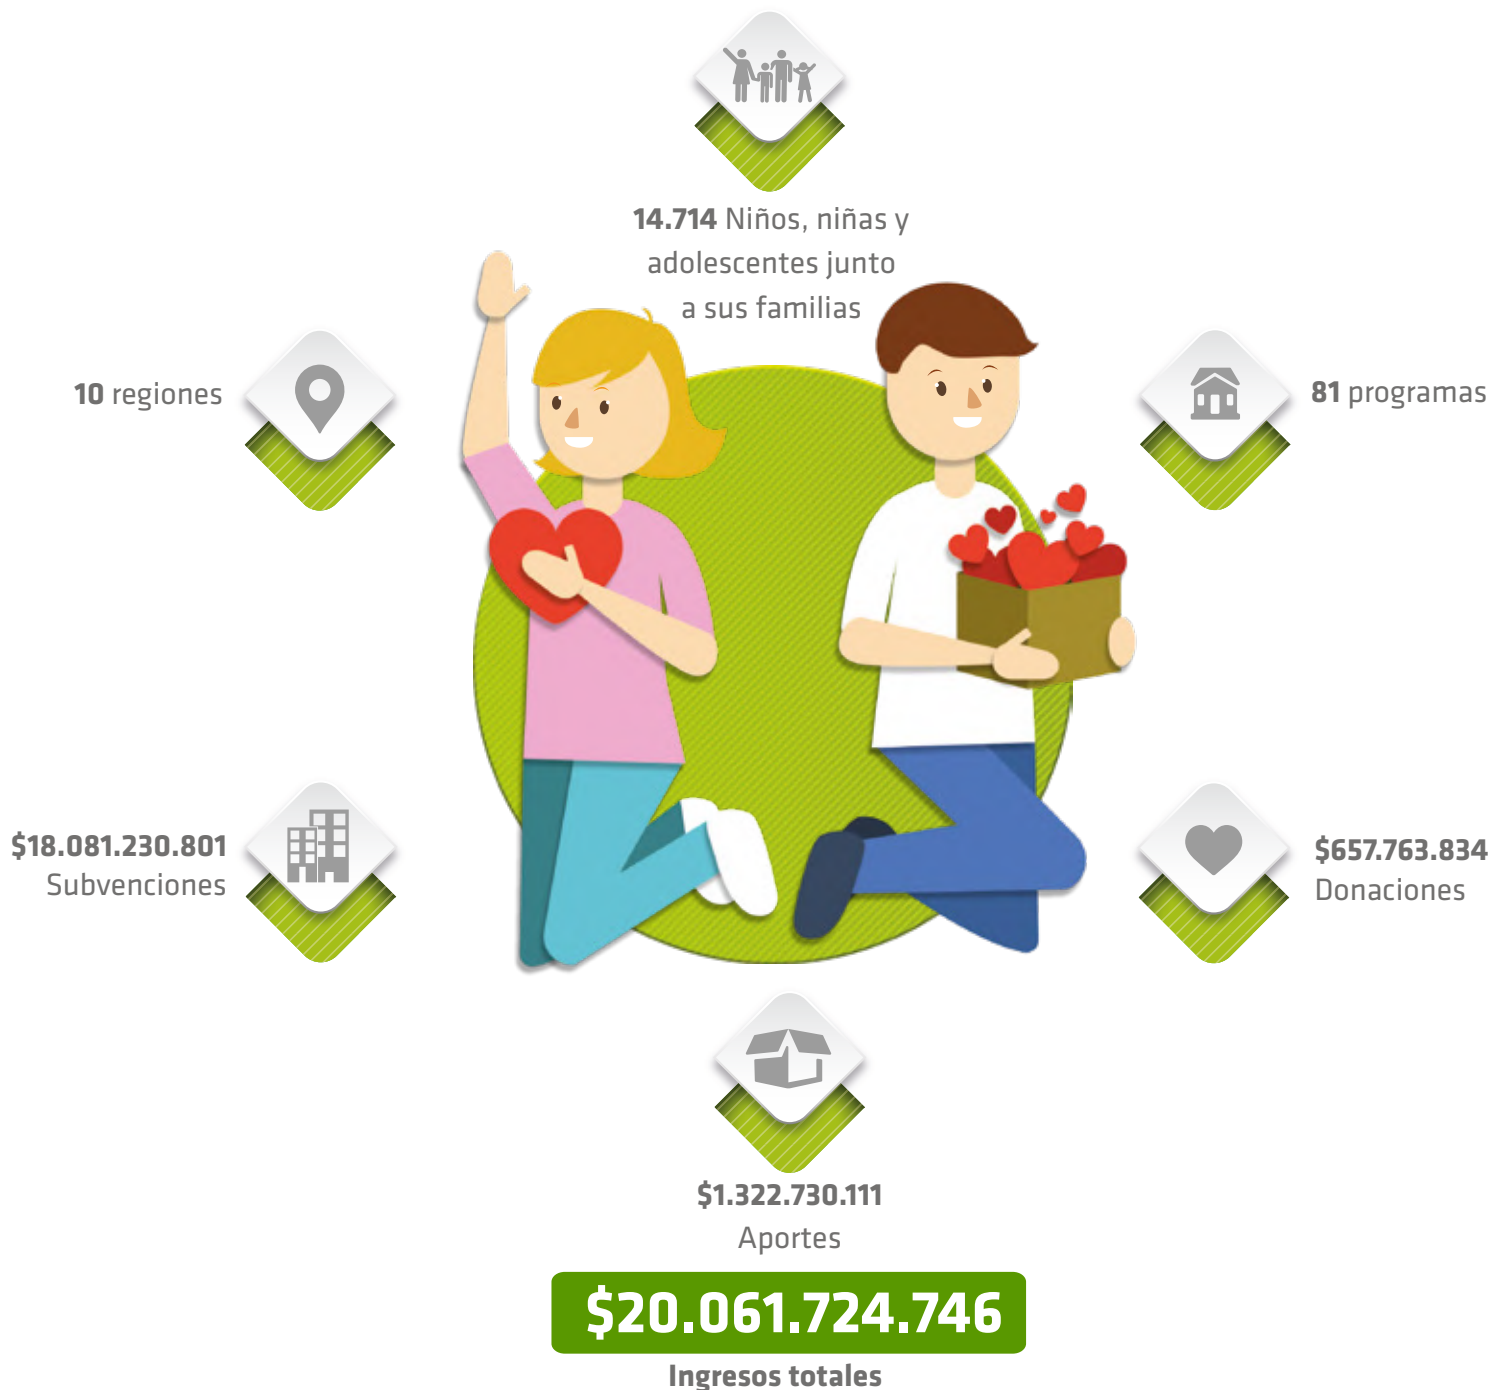 14.714 Niños, niñas y
adolescentes junto
a sus familias
10 regiones
81 programas
$18.081.230.801
Subvenciones
$657.763.834
Donaciones
$1.322.730.111
Aportes
$20.061.724.746
Ingresos totales